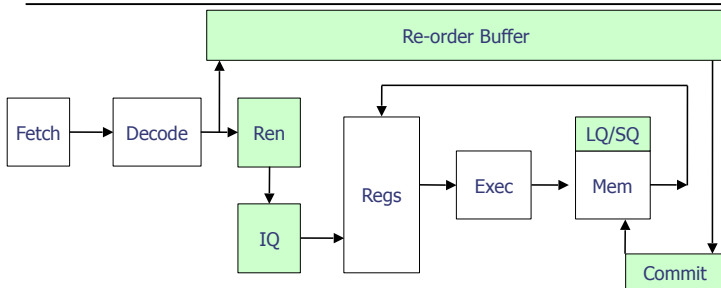 Re-order Buffer
Fetch
Decode
Ren
LQ/SQ
Regs
Exec
Mem
IQ
Commit